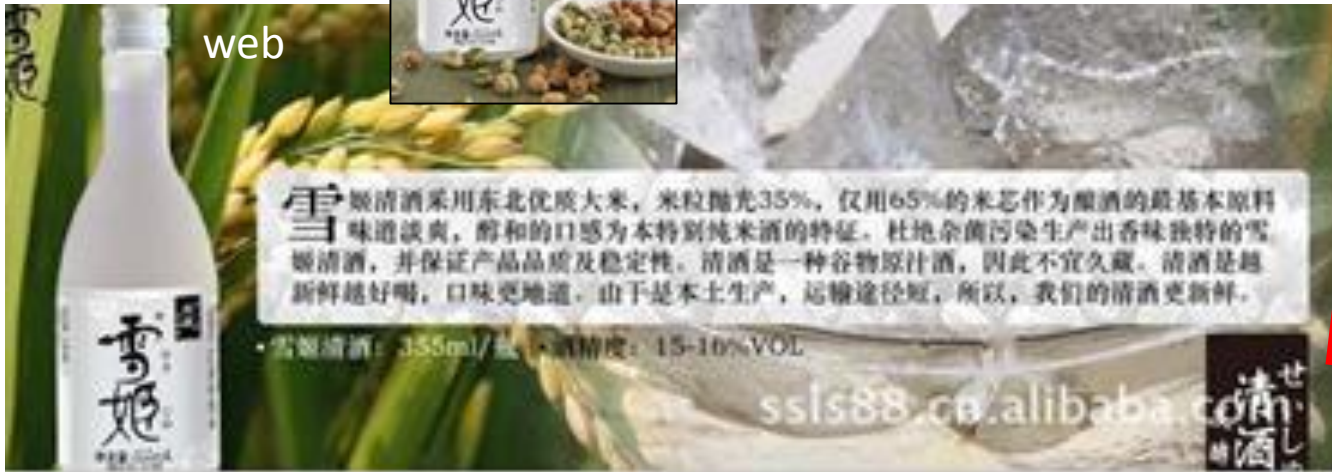 web
雪姬清酒采用东北优质大米，米粒抛光35%，仅用65%的米芯作为酿酒的最基本原料
味道淡爽，醇和的口感为本特别纯米酒的特征。杜绝杂菌污染生产出香味独特的雪
姬清酒，并保证产品品质及稳定性。清酒是一种谷物原汁酒，因此不宜久藏。清酒是越
新鲜越好喝，口味更地道。由于是本土生产，运输途径短，所以，我们的清酒更新鲜。
·雪姬清酒：355ml/瓶 ·酒精度：15-16%VOL
雪姬
姬
ssls88.cn.alibaba.com
清酒
せいしゅ